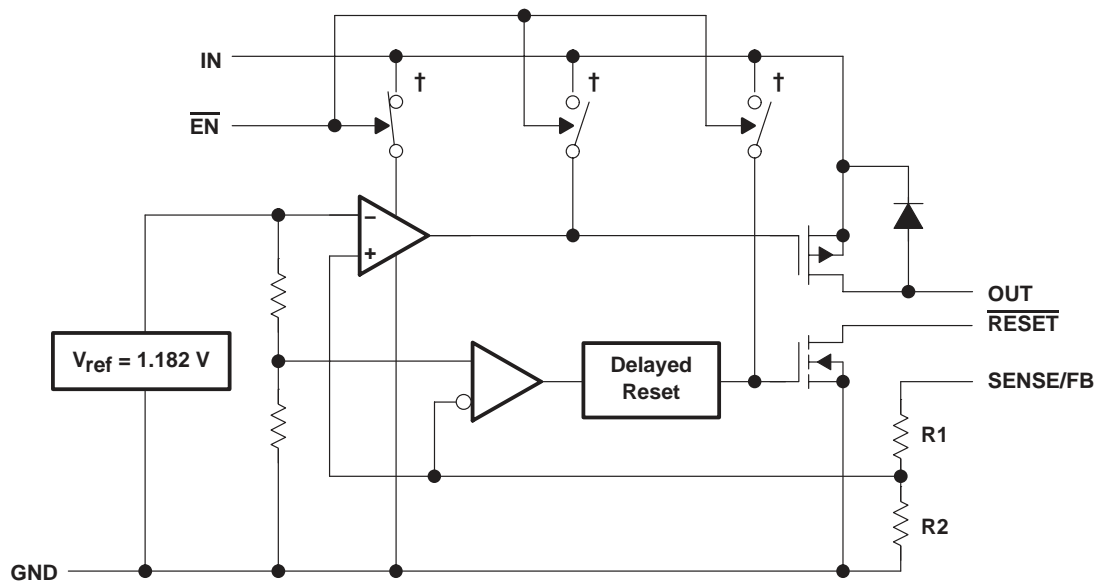 IN
†
†
†
EN
−
+
OUT
RESET
Vref = 1.182 V
Delayed
Reset
SENSE/FB
R1
R2
GND